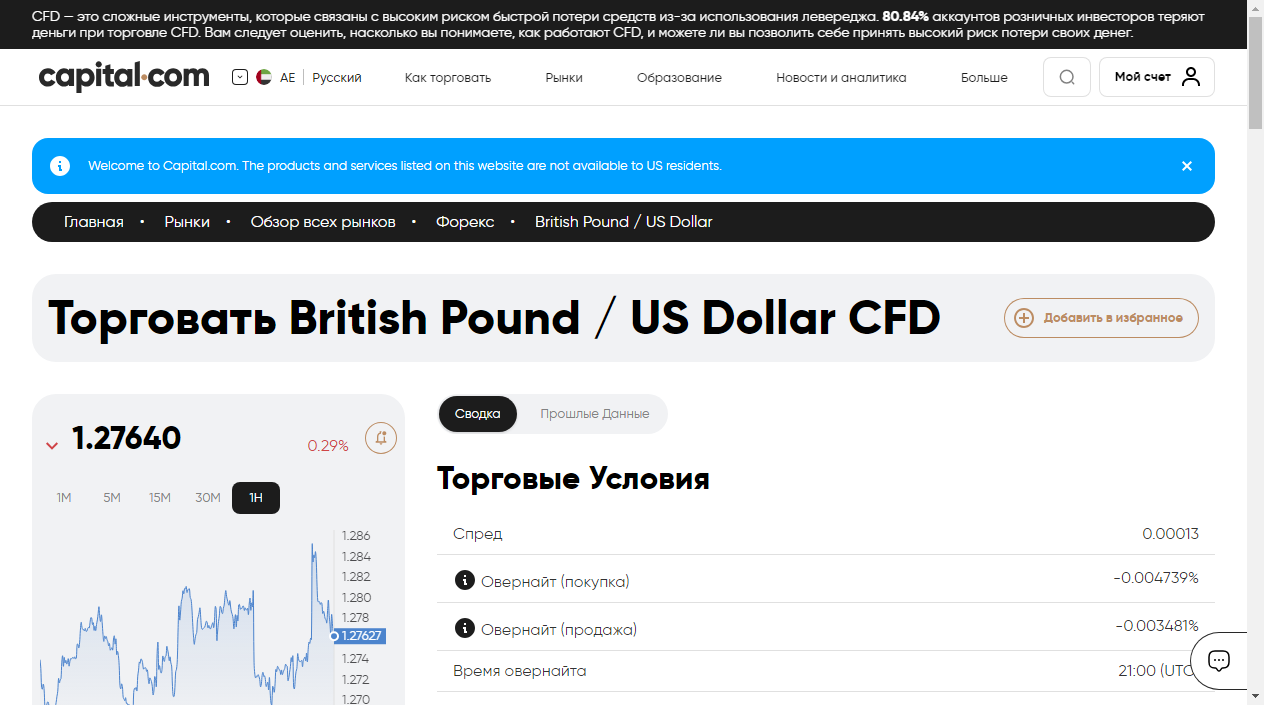 CFD — это сложные инструменты, которые связаны с высоким риском быстрой потери средств из-за использования левереджа. 80.84% аккаунтов розничных инвесторов теряют
деньги при торговле CFD. Вам следует оценить, насколько вы понимаете, как работают CFD, и можете ли вы позволить себе принять высокий риск потери своих денег.
capital.com AE Русский Как торговать Рынки Образование Новости и аналитика Больше Мой счет
Welcome to Capital.com. The products and services listed on this website are not available to US residents.
Главная • Рынки • Обзор всех рынков • Форекс • British Pound / US Dollar
Торговать British Pound / US Dollar CFD
Добавить в избранное
1.27640
0.29%
1M 5M 15M 30M 1H
1.286
1.284
1.282
1.280
1.278
1.27627
1.274
1.272
1.270
Сводка Прошлые Данные
Торговые Условия
Спред 0.00013
Овернайт (покупка) -0.004739%
Овернайт (продажа) -0.003481%
Время овернайта 21:00 (UTC